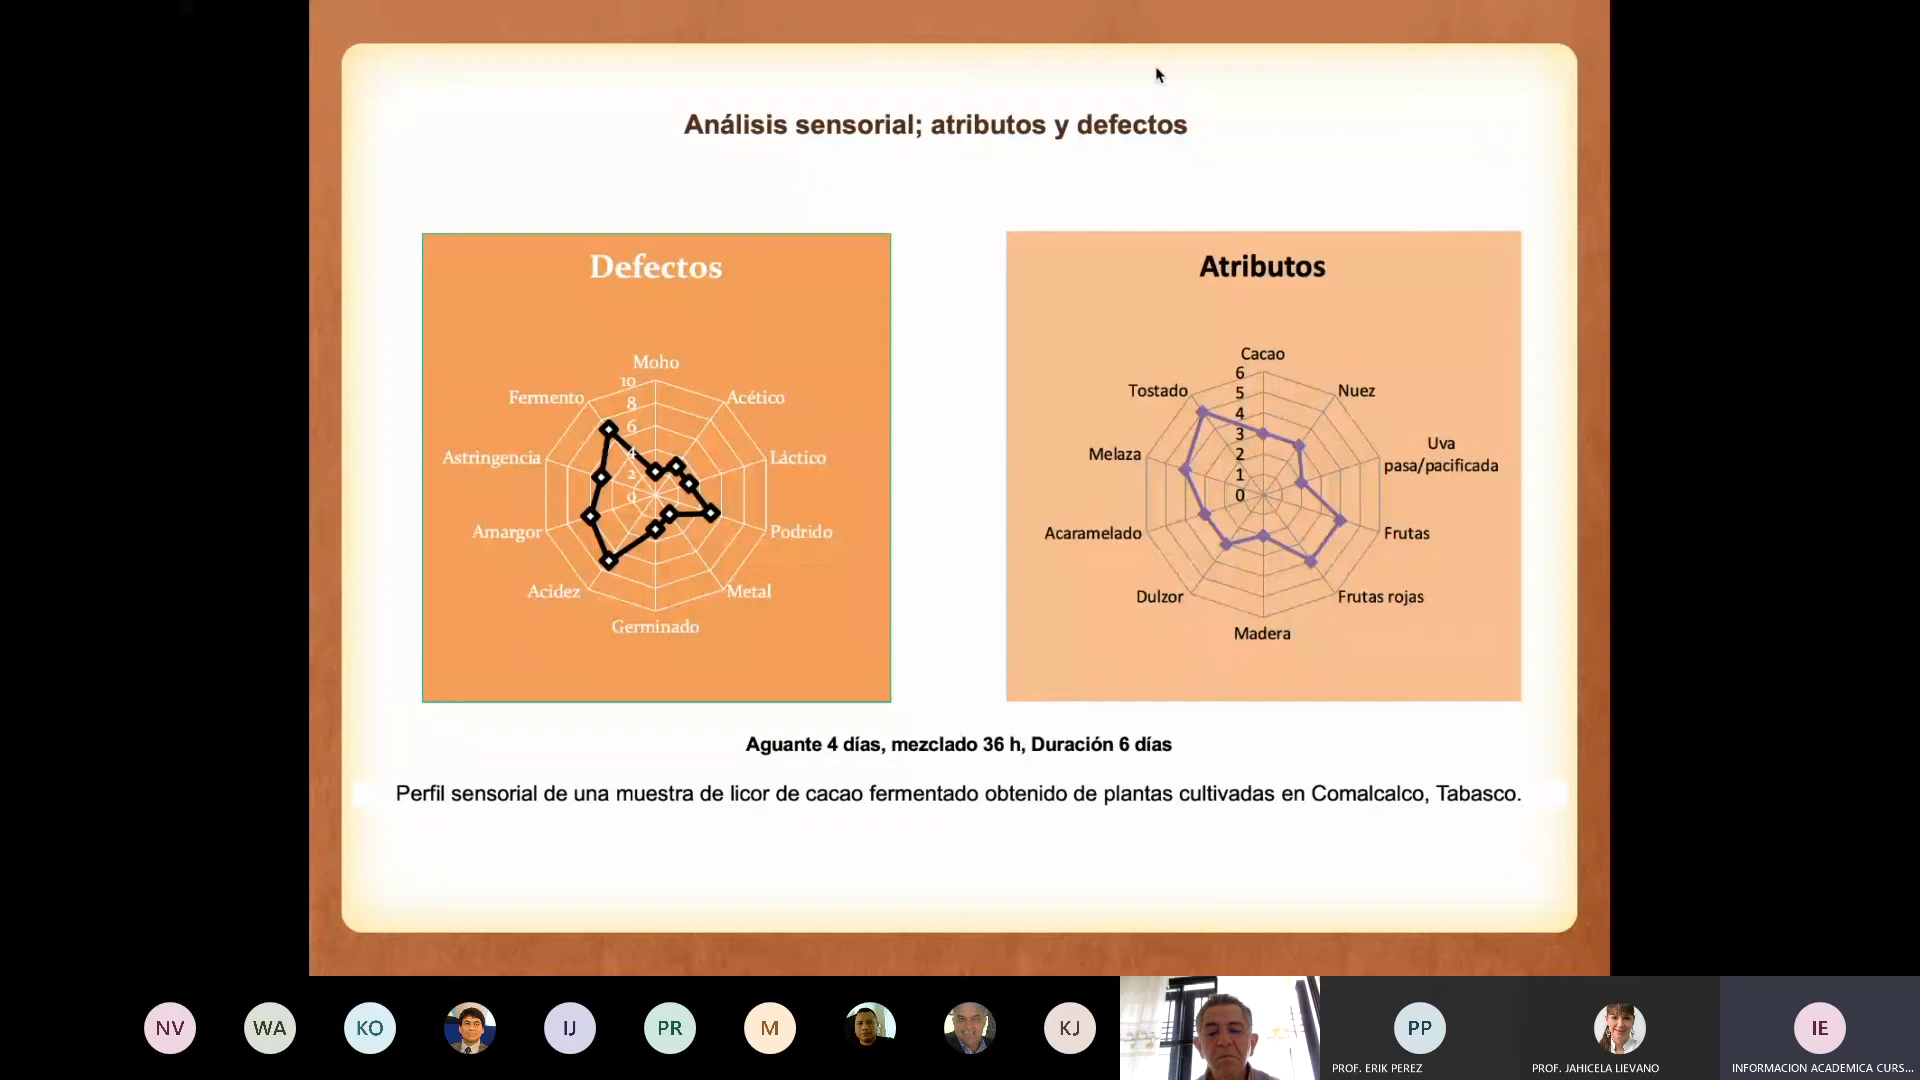 Análisis sensorial; atributos y defectos
Defectos
Moho
10
8
6
4
2
0
Acético
Láctico
Podrido
Metal
Germinado
Acidez
Amargor
Astringencia
Fermento
Atributos
Cacao
6
5
4
3
2
1
0
Nuez
Uva
pasa/pacificada
Frutas
Frutas rojas
Madera
Dulzor
Acaramelado
Melaza
Tostado
Aguante 4 días, mezclado 36 h, Duración 6 días
Perfil sensorial de una muestra de licor de cacao fermentado obtenido de plantas cultivadas en Comalcalco, Tabasco.
NV
WA
KO
IJ
PR
M
KJ
PP
PROF. ERIK PEREZ
PROF. JAHICELA LIEVANO
IE
INFORMACION ACADEMICA CURS...